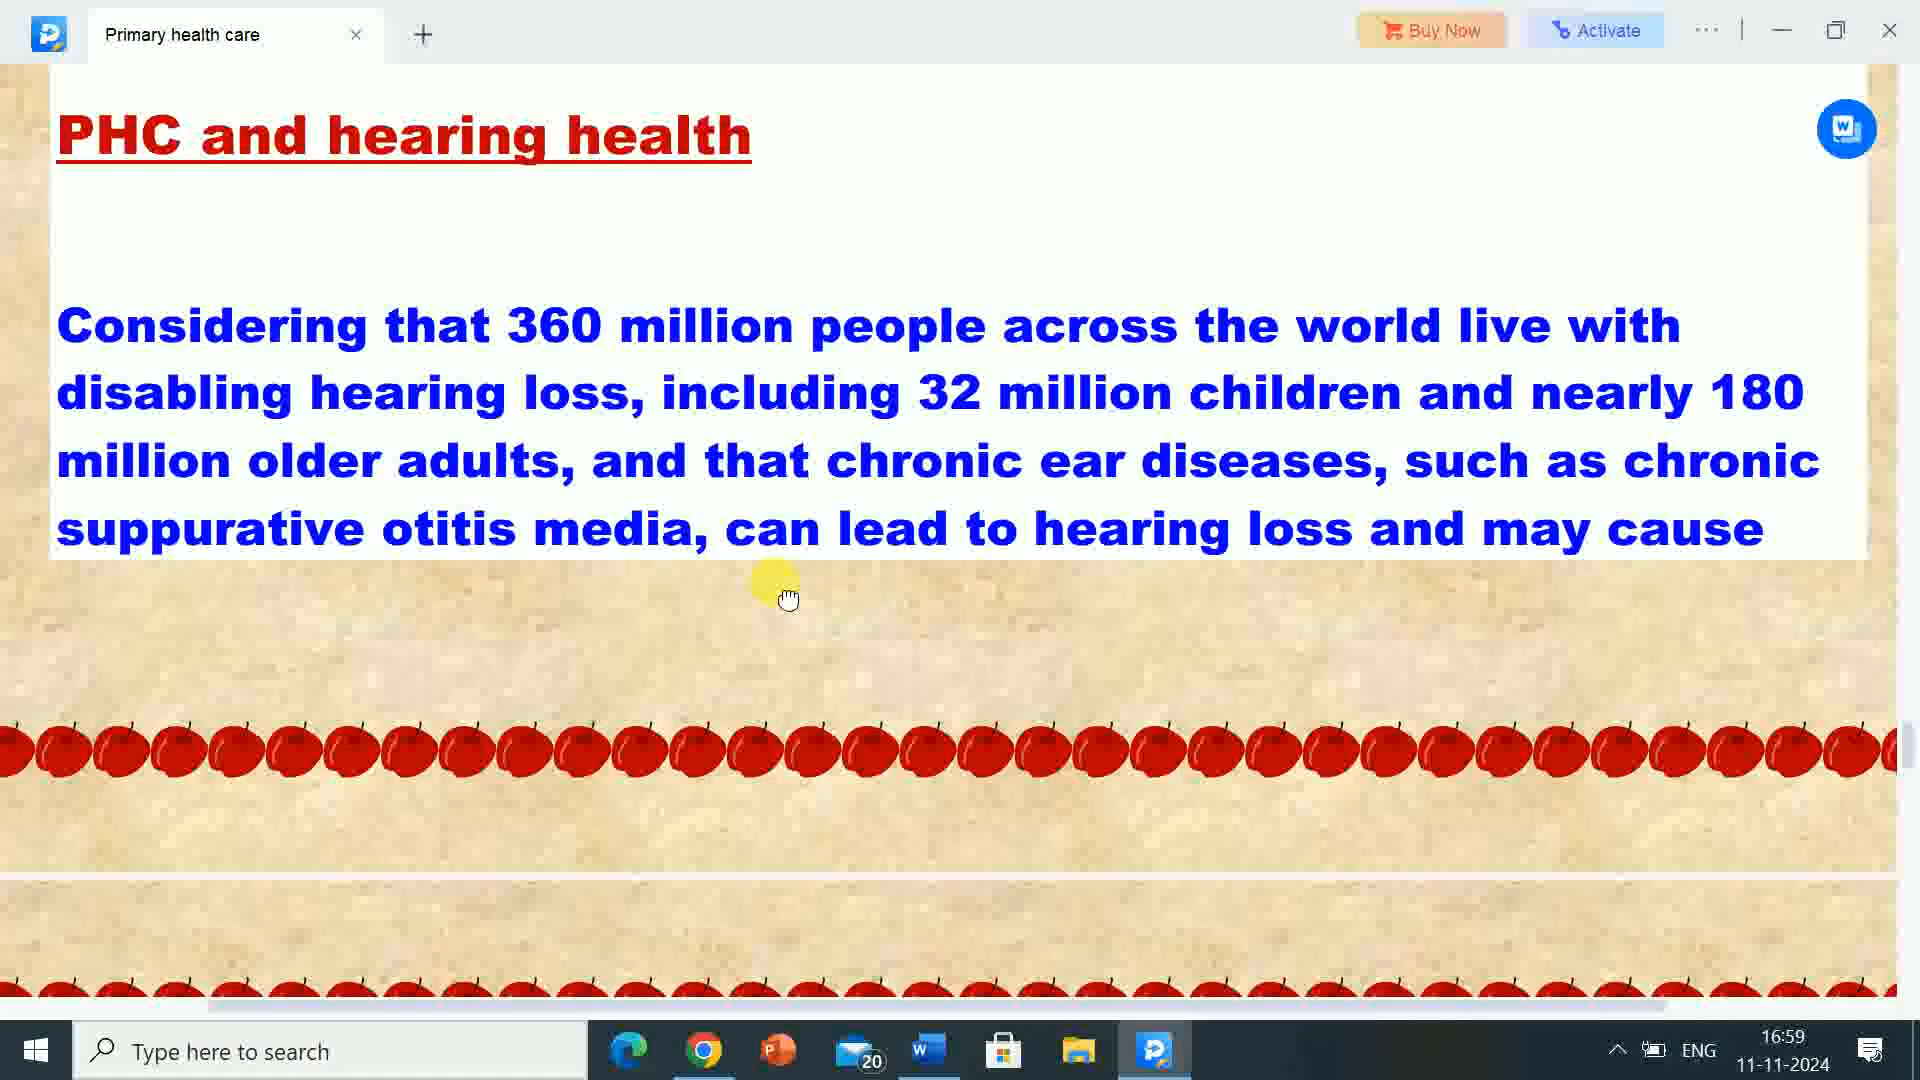 Primary health care
Buy Now
Activate
PHC and hearing health
Considering that 360 million people across the world live with
disabling hearing loss, including 32 million children and nearly 180
million older adults, and that chronic ear diseases, such as chronic
suppurative otitis media, can lead to hearing loss and may cause
Type here to search
20
ENG
16:59
11-11-2024